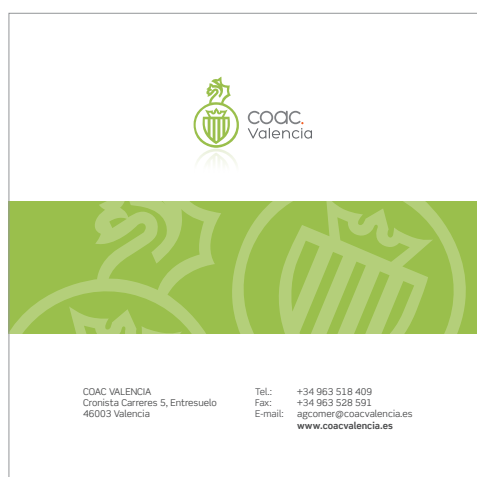 coac.
Valencia
COAC VALENCIA
Cronista Carreres 5, Entresuelo
46003 Valencia
Tel.: +34 963 518 409
Fax: +34 963 528 591
E-mail: agcomer@coacvalencia.es
www.coacvalencia.es